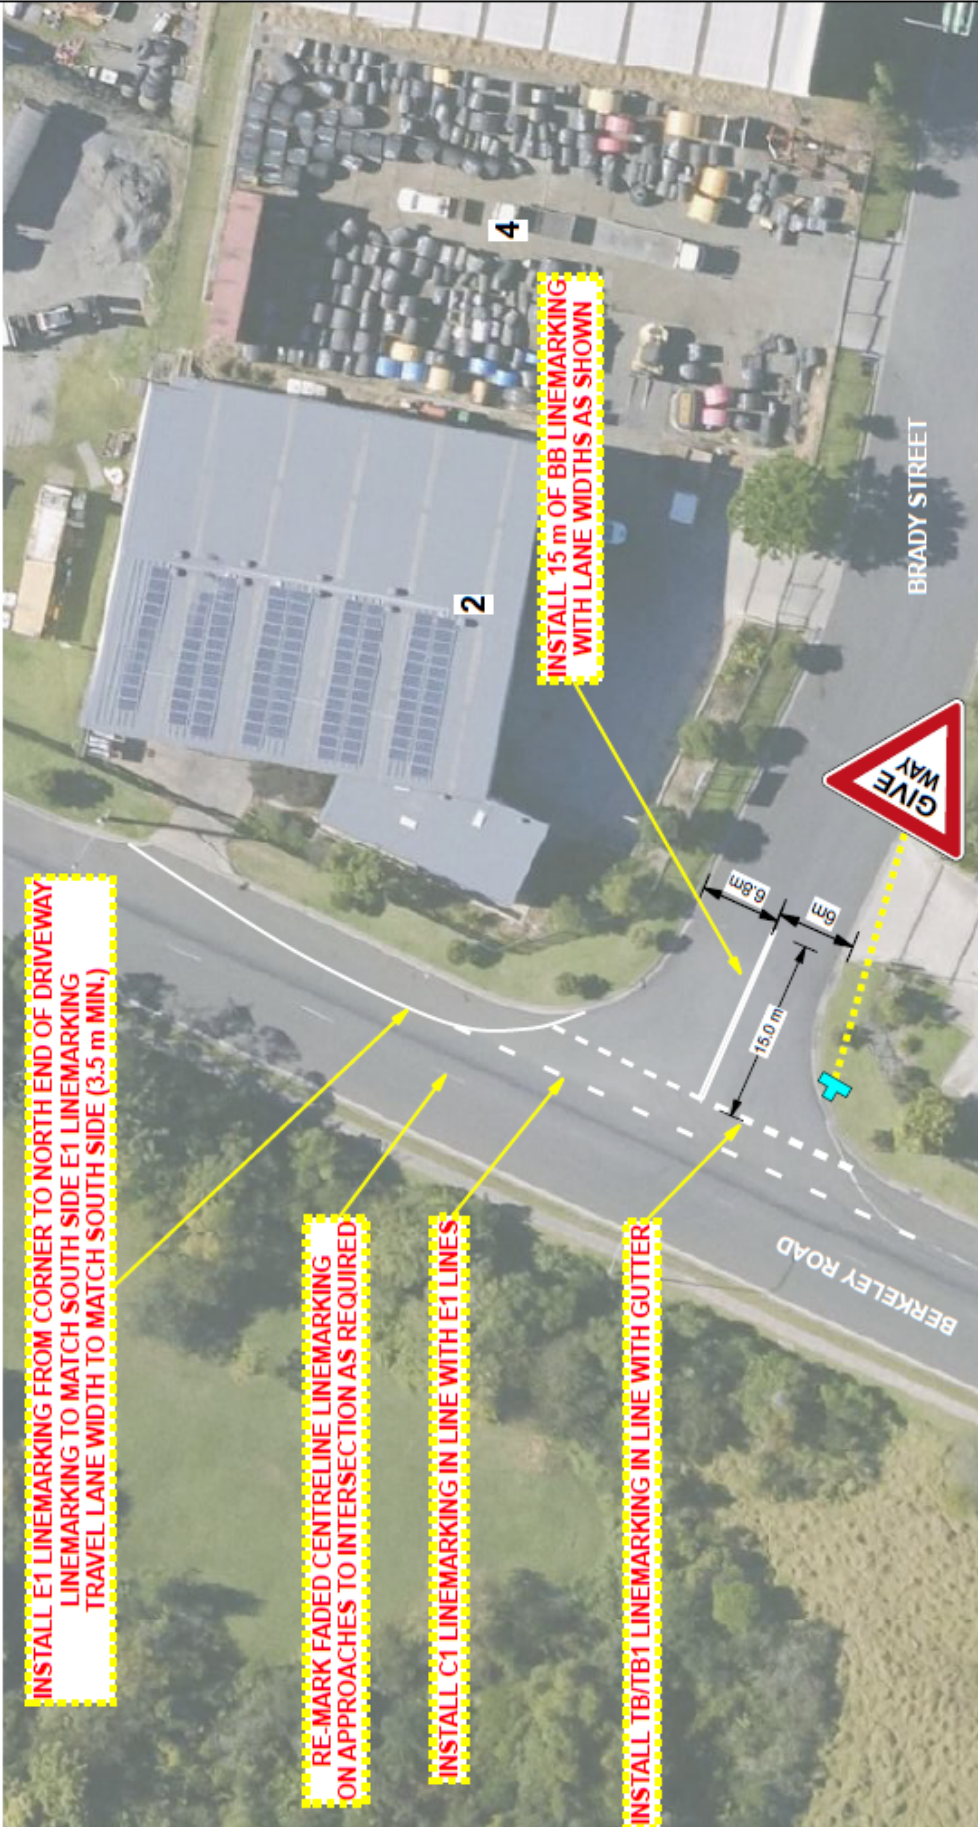 INSTALL E1 LINEMARKING FROM CORNER TO NORTH END OF DRIVEWAY
LINEMARKING TO MATCH SOUTH SIDE E1 LINEMARKING
TRAVEL LANE WIDTH TO MATCH SOUTH SIDE (3.5 m MIN.)
RE-MARK FADED CENTRELINE LINEMARKING
ON APPROACHES TO INTERSECTION AS REQUIRED
INSTALL C1 LINEMARKING IN LINE WITH E1 LINES
INSTALL TB/TB1 LINEMARKING IN LINE WITH GUTTER
INSTALL 15 m OF BB LINEMARKING
WITH LANE WIDTHS AS SHOWN
2
4
6.8m
6m
15.0 m
BERKELEY ROAD
BRADY STREET
GIVE
WAY